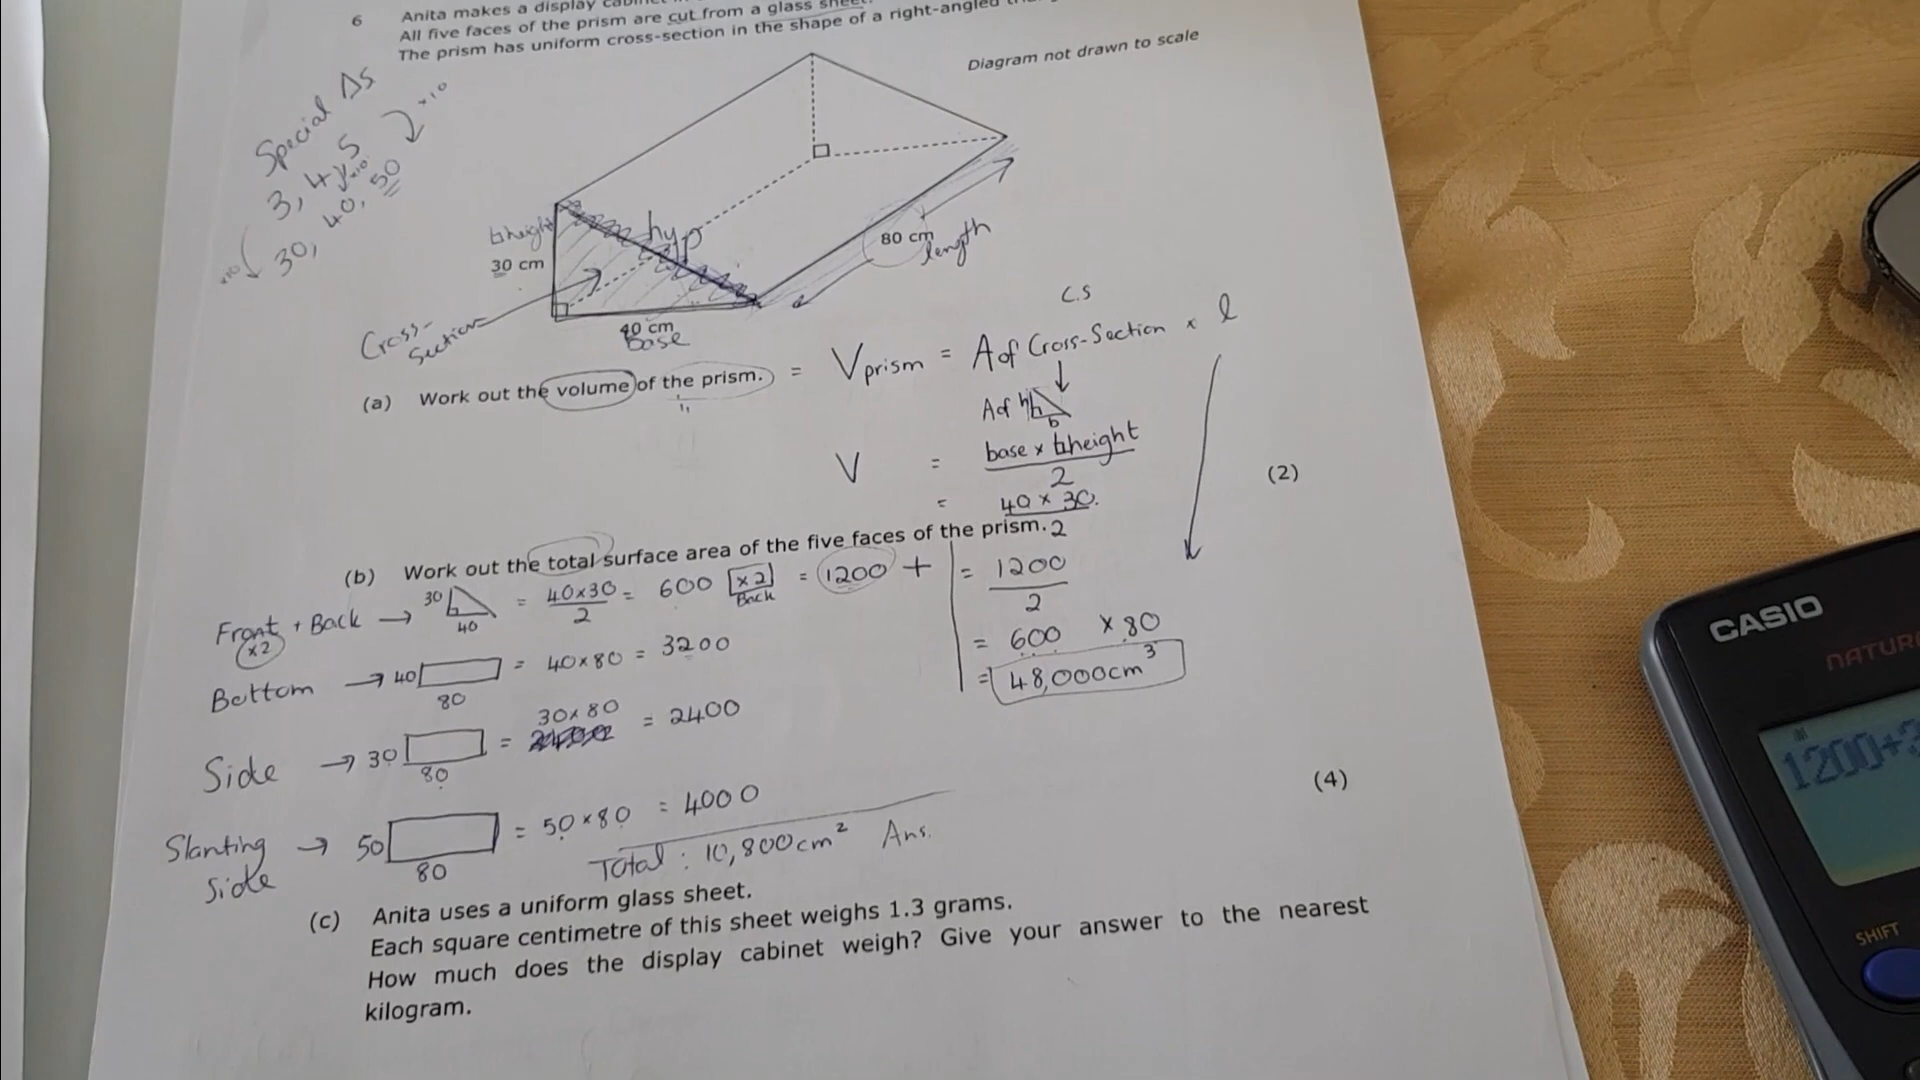 6 Anita makes a display
All five faces of the prism are cut from a glass sheet.
The prism has uniform cross-section in the shape of a right-angled
Diagram not drawn to scale
Special Δs
3, 4, 5
×10
×10
×10
30, 40, 50
height
30 cm
hyp
80 cm
length
Cross-
Section
40 cm
Base
C.S
(a) Work out the volume of the prism. = V prism = A of Cross-Section × l
A of h b
V = base × height
2
= 40 × 30.
2
(2)
(b) Work out the total surface area of the five faces of the prism.
Front + Back → 30 40 = 40×30 = 600 ×2 = 1200 +
×2 2 Back
= 1200
2
Bottom → 40 80 = 40×80 = 3200
= 600 × 80
= 48,000cm³
Side → 30 80 = 30×80 = 2400
(4)
Slanting → 50 80 = 50×80 = 4000
side
Total : 10,800cm² Ans.
(c) Anita uses a uniform glass sheet.
Each square centimetre of this sheet weighs 1.3 grams.
How much does the display cabinet weigh? Give your answer to the nearest
kilogram.
CASIO
1200+3
SHIFT